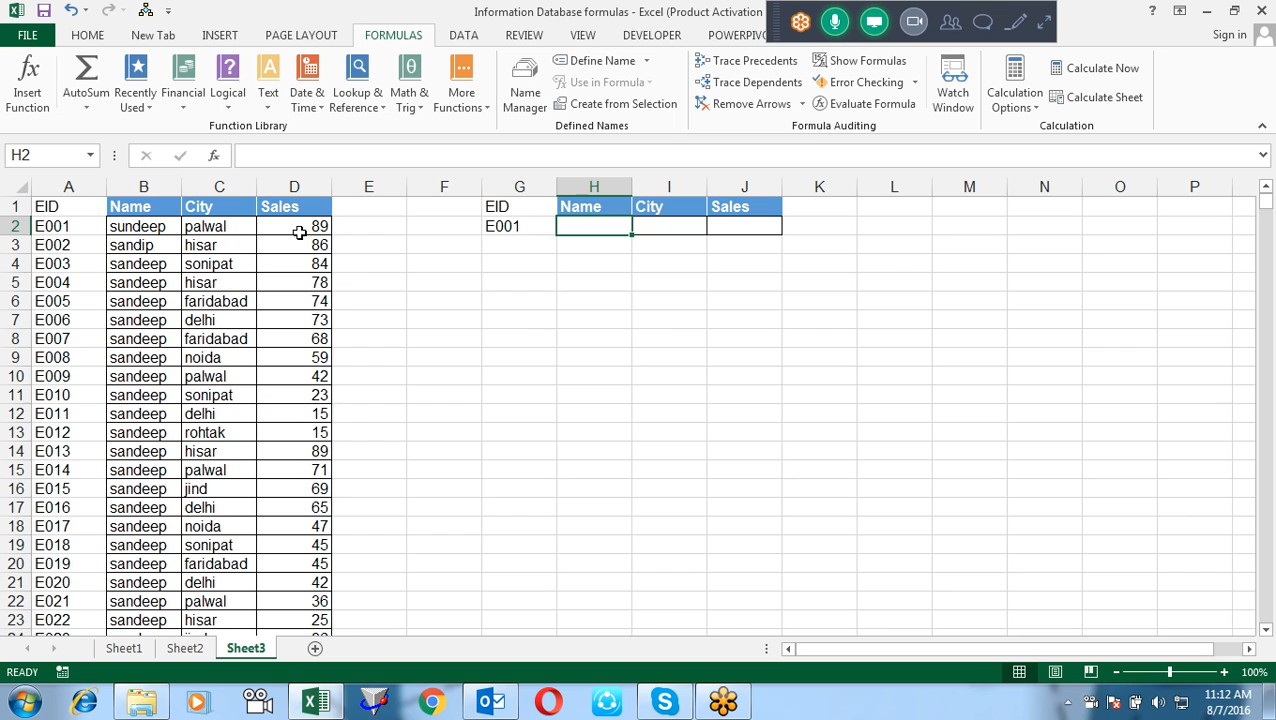 Information Database formulas - Excel (Product Activation
Sign in
FILE HOME New Tab INSERT PAGE LAYOUT FORMULAS DATA REVIEW VIEW DEVELOPER POWERPIVOT
Insert Function
AutoSum
Recently Used
Financial
Logical
Text
Date & Time
Lookup & Reference
Math & Trig
More Functions
Function Library
Name Manager
Define Name
Use in Formula
Create from Selection
Defined Names
Trace Precedents
Trace Dependents
Remove Arrows
Show Formulas
Error Checking
Evaluate Formula
Formula Auditing
Watch Window
Calculation Options
Calculate Now
Calculate Sheet
Calculation
H2
fx
A B C D E F G H I J K L M N O P
1 EID Name City Sales EID Name City Sales
2 E001 sundeep palwal 89 E001
3 E002 sandip hisar 86
4 E003 sandeep sonipat 84
5 E004 sandeep hisar 78
6 E005 sandeep faridabad 74
7 E006 sandeep delhi 73
8 E007 sandeep faridabad 68
9 E008 sandeep noida 59
10 E009 sandeep palwal 42
11 E010 sandeep sonipat 23
12 E011 sandeep delhi 15
13 E012 sandeep rohtak 15
14 E013 sandeep hisar 89
15 E014 sandeep palwal 71
16 E015 sandeep jind 69
17 E016 sandeep delhi 65
18 E017 sandeep noida 47
19 E018 sandeep sonipat 45
20 E019 sandeep faridabad 45
21 E020 sandeep delhi 42
22 E021 sandeep palwal 36
23 E022 sandeep hisar 25
Sheet1 Sheet2 Sheet3
READY
100%
11:12 AM
8/7/2016